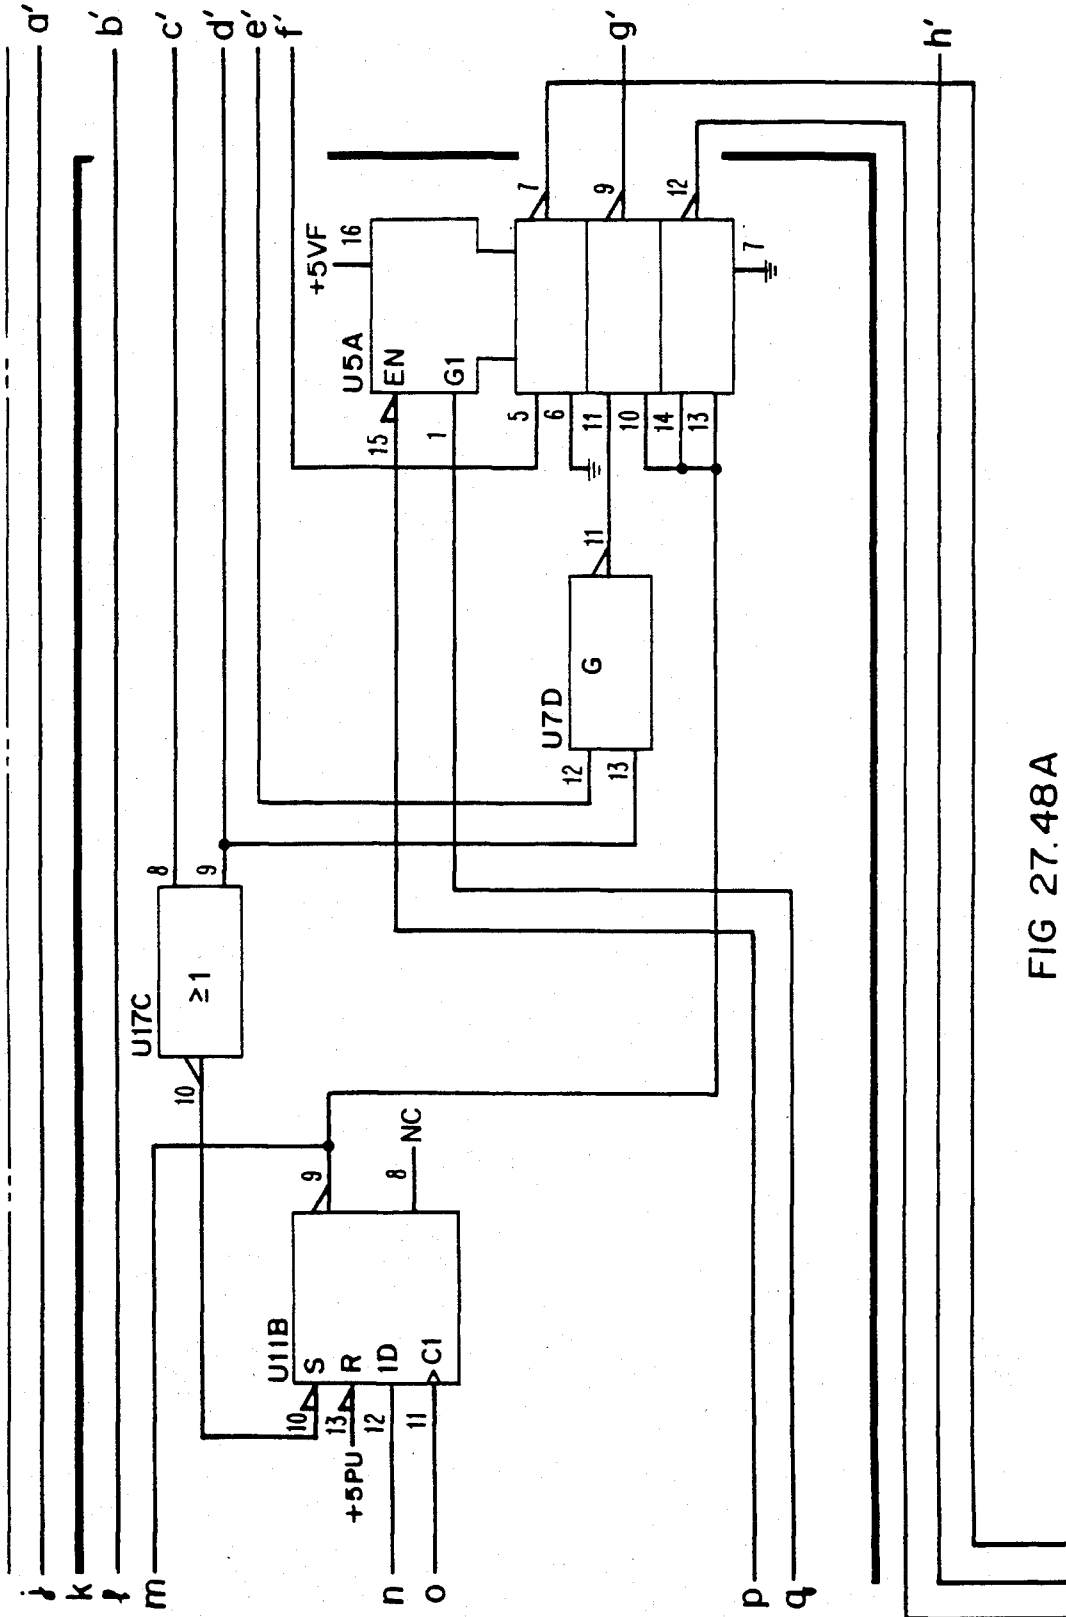 a'
b'
c'
d'
e'
f'
g'
h'
+5VF
16
U5A
EN
G1
15
1
5
6
11
10
14
13
7
9
12
7
U7D
G
12
13
11
U17C
≥1
8
9
10
U11B
S
R
1D
C1
10
13
12
11
+5PU
9
8
NC
j
k
l
m
n
o
p
q
FIG 27.48A